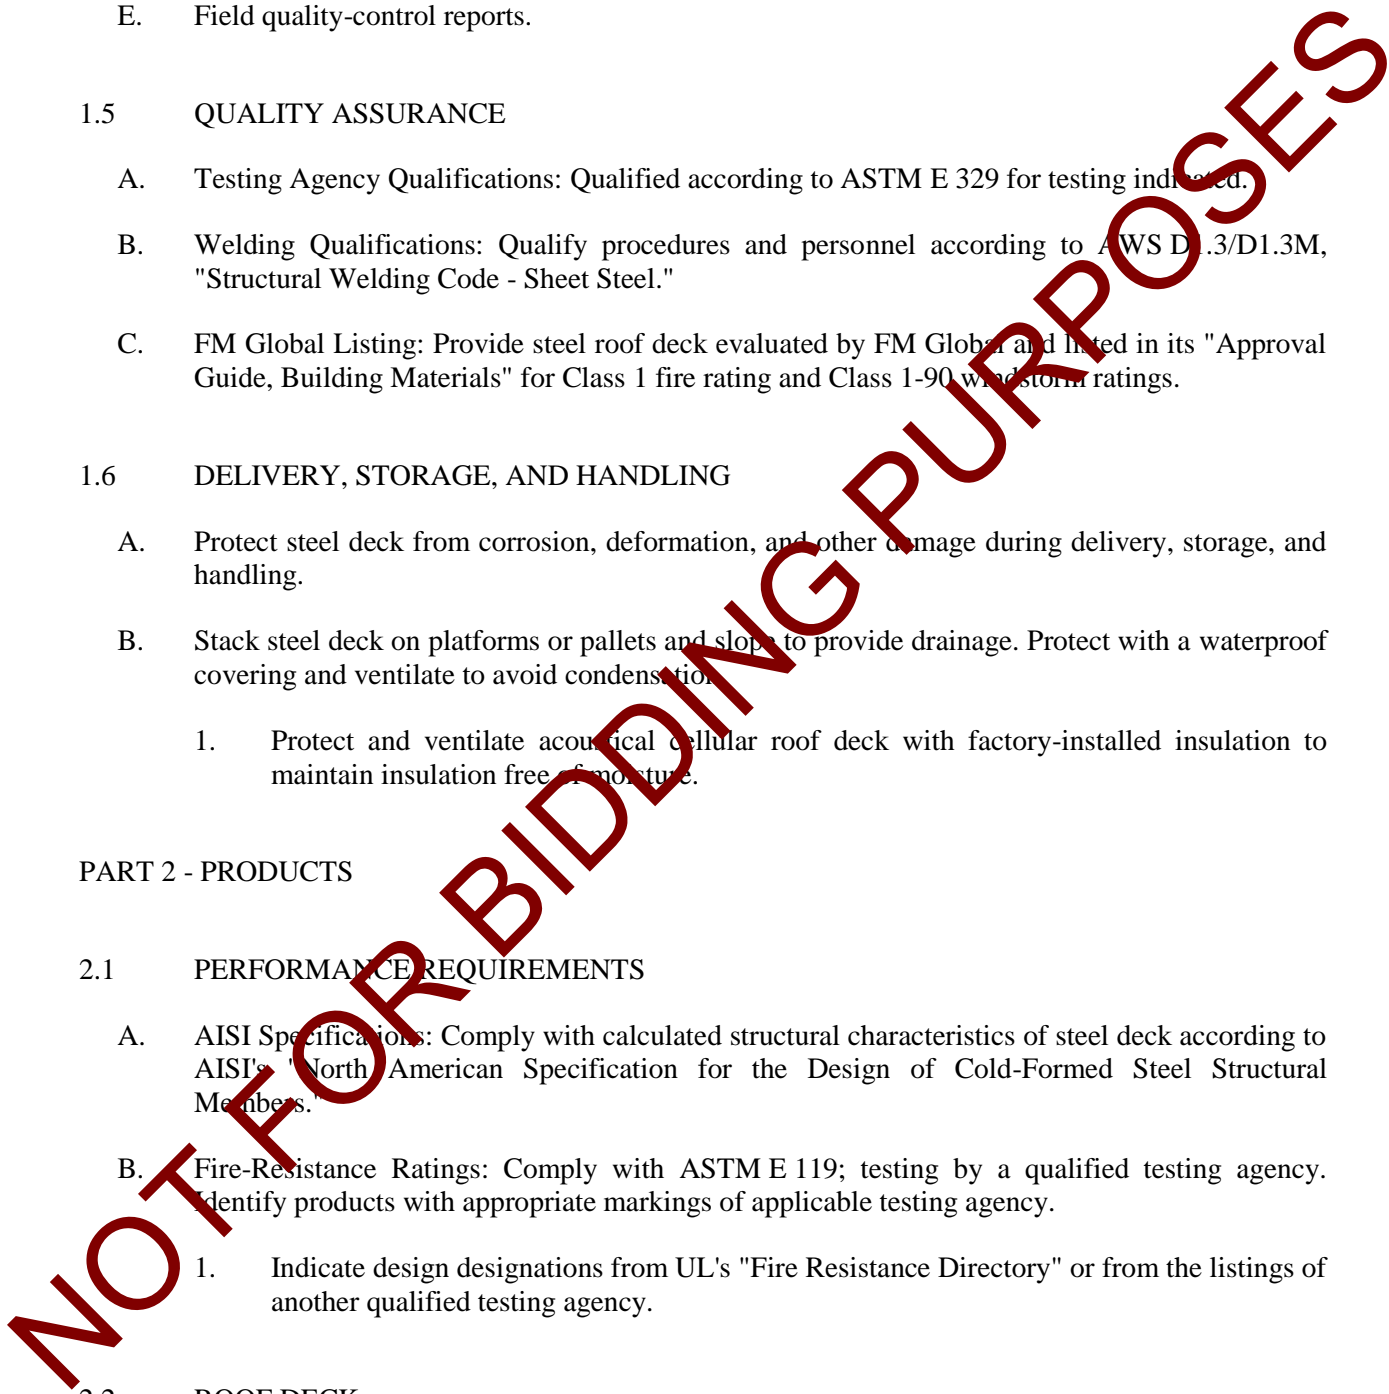 E. Field quality-control reports.
1.5 QUALITY ASSURANCE
A. Testing Agency Qualifications: Qualified according to ASTM E 329 for testing indicated.
B. Welding Qualifications: Qualify procedures and personnel according to AWS D1.3/D1.3M,
"Structural Welding Code - Sheet Steel."
C. FM Global Listing: Provide steel roof deck evaluated by FM Global and listed in its "Approval
Guide, Building Materials" for Class 1 fire rating and Class 1-90 windstorm ratings.
1.6 DELIVERY, STORAGE, AND HANDLING
A. Protect steel deck from corrosion, deformation, and other damage during delivery, storage, and
handling.
B. Stack steel deck on platforms or pallets and slope to provide drainage. Protect with a waterproof
covering and ventilate to avoid condensation.
1. Protect and ventilate acoustical cellular roof deck with factory-installed insulation to
maintain insulation free of moisture.
PART 2 - PRODUCTS
2.1 PERFORMANCE REQUIREMENTS
A. AISI Specifications: Comply with calculated structural characteristics of steel deck according to
AISI's "North American Specification for the Design of Cold-Formed Steel Structural
Members."
B. Fire-Resistance Ratings: Comply with ASTM E 119; testing by a qualified testing agency.
Identify products with appropriate markings of applicable testing agency.
1. Indicate design designations from UL's "Fire Resistance Directory" or from the listings of
another qualified testing agency.
2.2 ROOF DECK
NOT FOR BIDDING PURPOSES